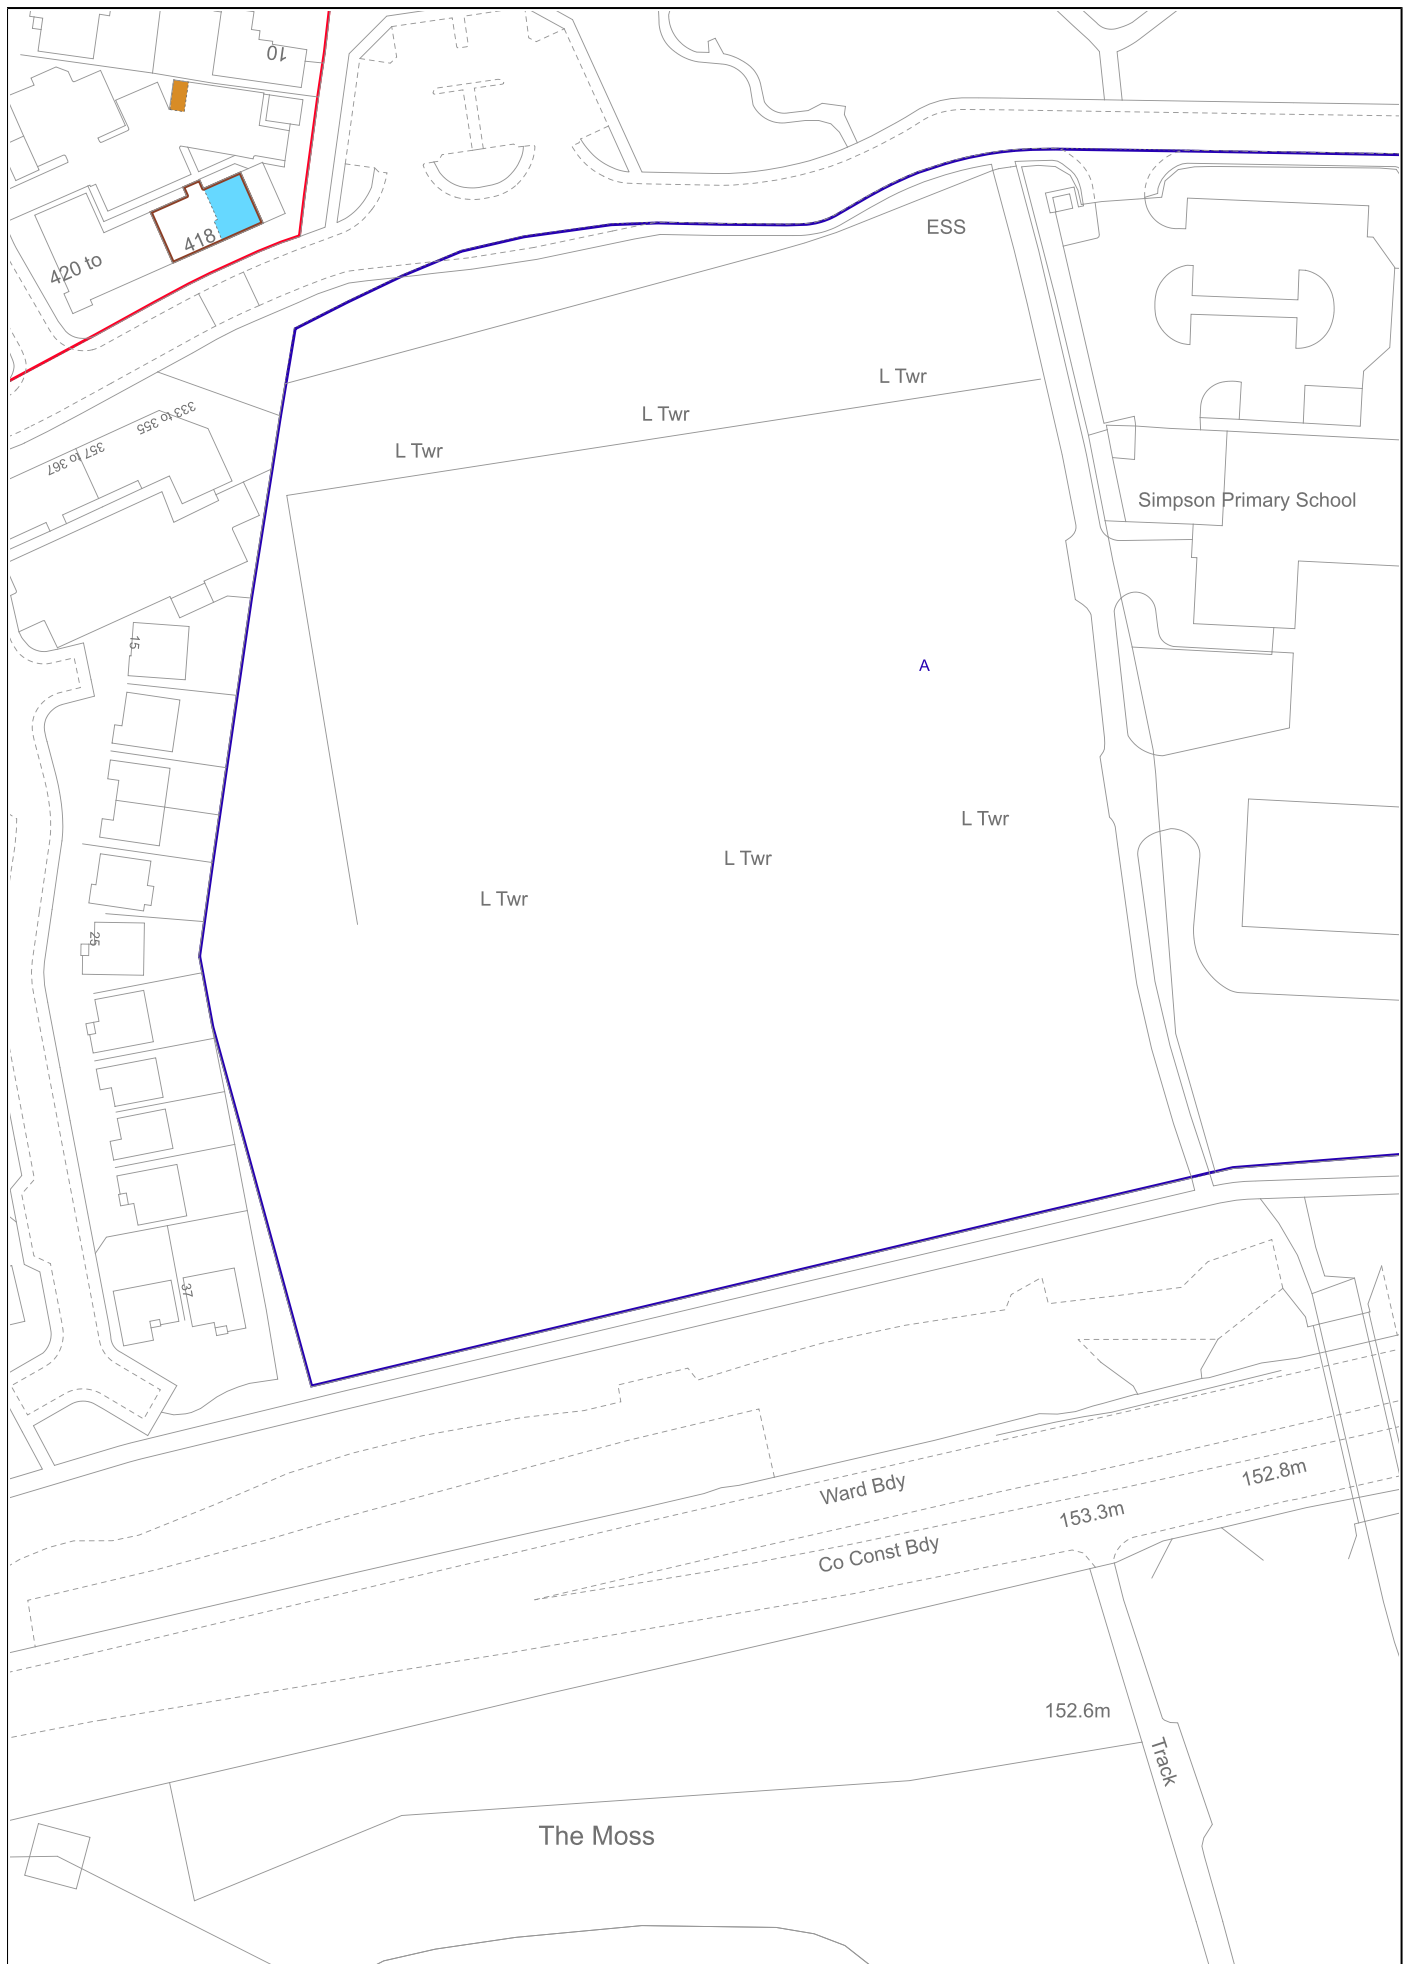 10
418
420 to
ESS
L Twr
L Twr
L Twr
333 to 355
357 to 367
Simpson Primary School
15
A
L Twr
L Twr
L Twr
25
37
Ward Bdy
152.8m
153.3m
Co Const Bdy
152.6m
Track
The Moss